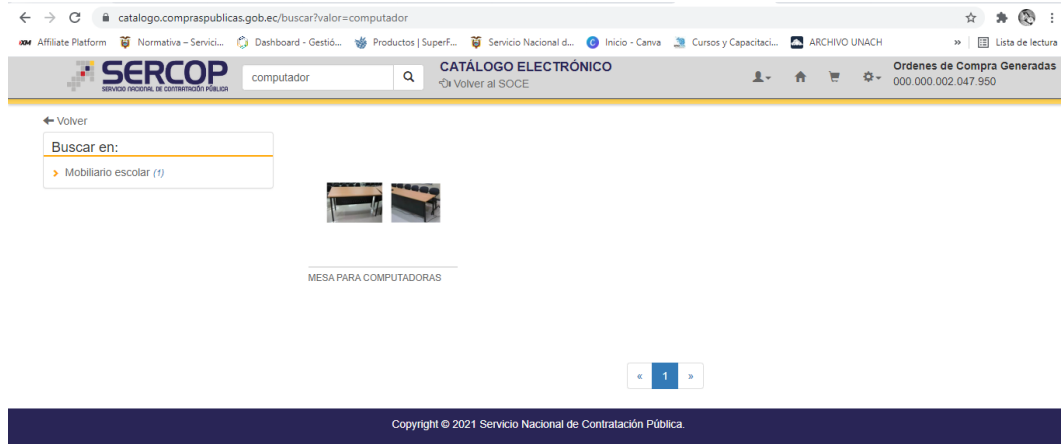 catalogo.compraspublicas.gob.ec/buscar?valor=computador
Affiliate Platform Normativa – Servici... Dashboard - Gestió... Productos | SuperF... Servicio Nacional d... Inicio - Canva Cursos y Capacitaci... ARCHIVO UNACH » Lista de lectura
SERCOP
SERVICIO NACIONAL DE CONTRATACIÓN PÚBLICA
computador
CATÁLOGO ELECTRÓNICO
Volver al SOCE
Ordenes de Compra Generadas
000.000.002.047.950
Volver
Buscar en:
Mobiliario escolar (1)
MESA PARA COMPUTADORAS
« 1 »
Copyright © 2021 Servicio Nacional de Contratación Pública.